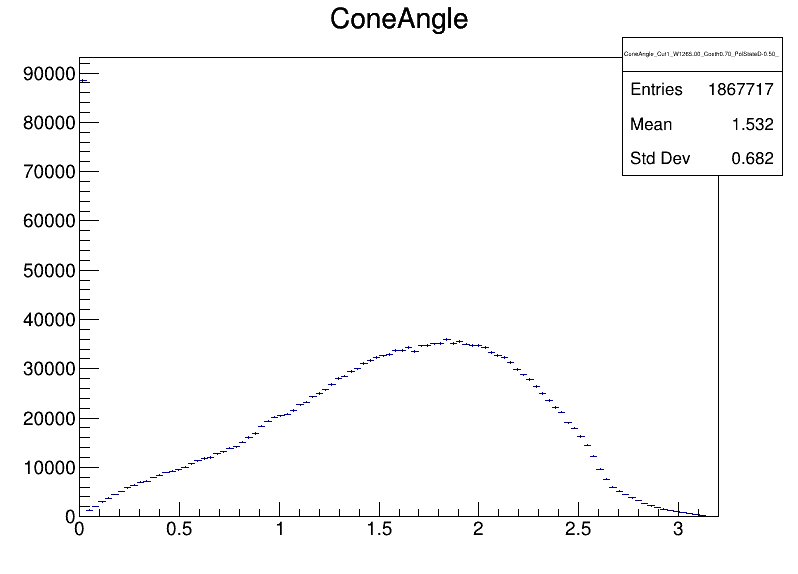 ConeAngle
ConeAngle_Cut1_W1265.00_Costh0.70_PolStateD-0.50_
Entries 1867717
Mean 1.532
Std Dev 0.682
90000
80000
70000
60000
50000
40000
30000
20000
10000
0
0 0.5 1 1.5 2 2.5 3